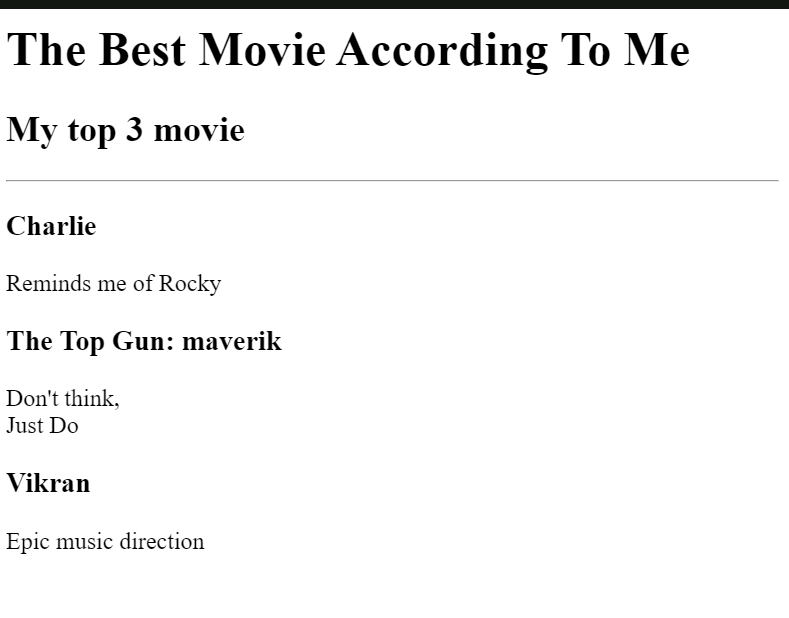 The Best Movie According To Me
My top 3 movie
Charlie
Reminds me of Rocky
The Top Gun: maverik
Don't think,
Just Do
Vikran
Epic music direction